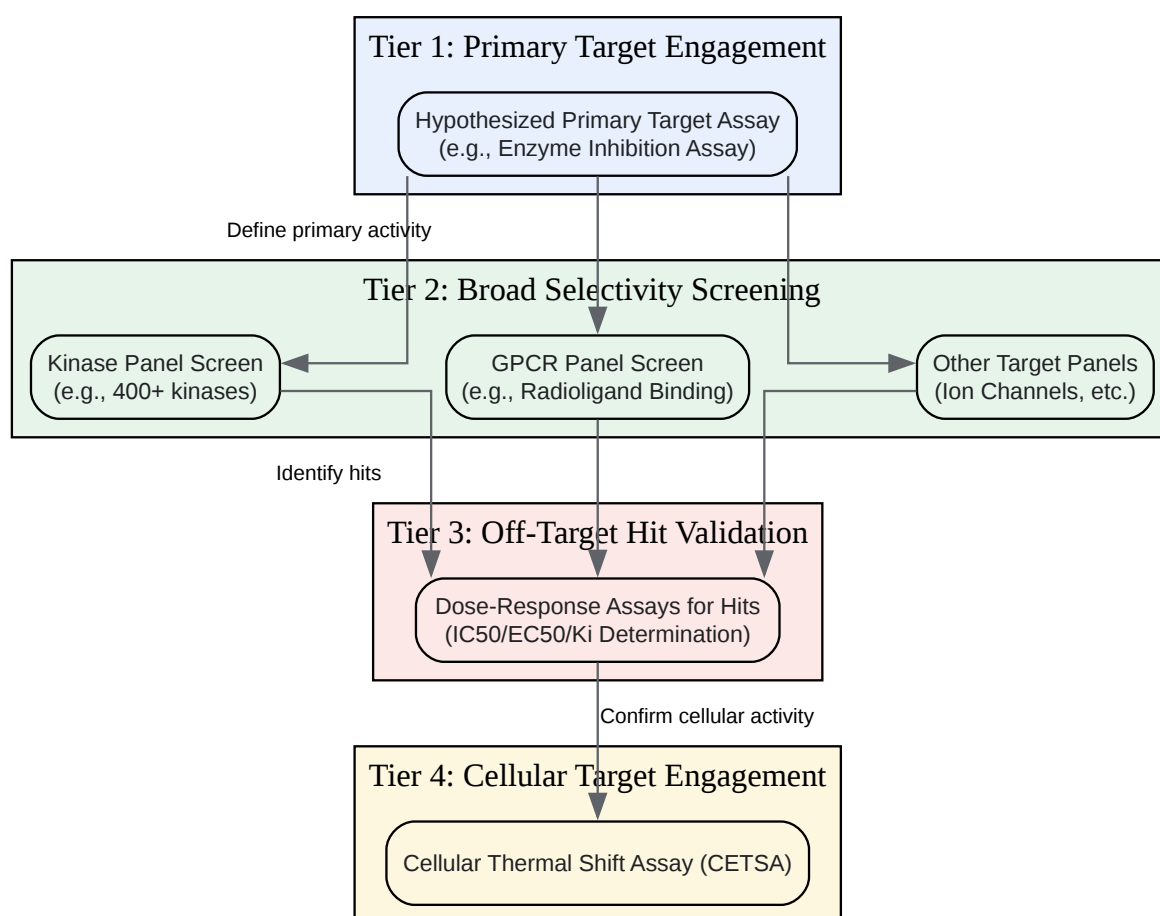 Tier 1: Primary Target Engagement
Hypothesized Primary Target Assay
(e.g., Enzyme Inhibition Assay)
Define primary activity
Tier 2: Broad Selectivity Screening
Kinase Panel Screen
(e.g., 400+ kinases)
GPCR Panel Screen
(e.g., Radioligand Binding)
Other Target Panels
(Ion Channels, etc.)
Identify hits
Tier 3: Off-Target Hit Validation
Dose-Response Assays for Hits
(IC50/EC50/Ki Determination)
Confirm cellular activity
Tier 4: Cellular Target Engagement
Cellular Thermal Shift Assay (CETSA)